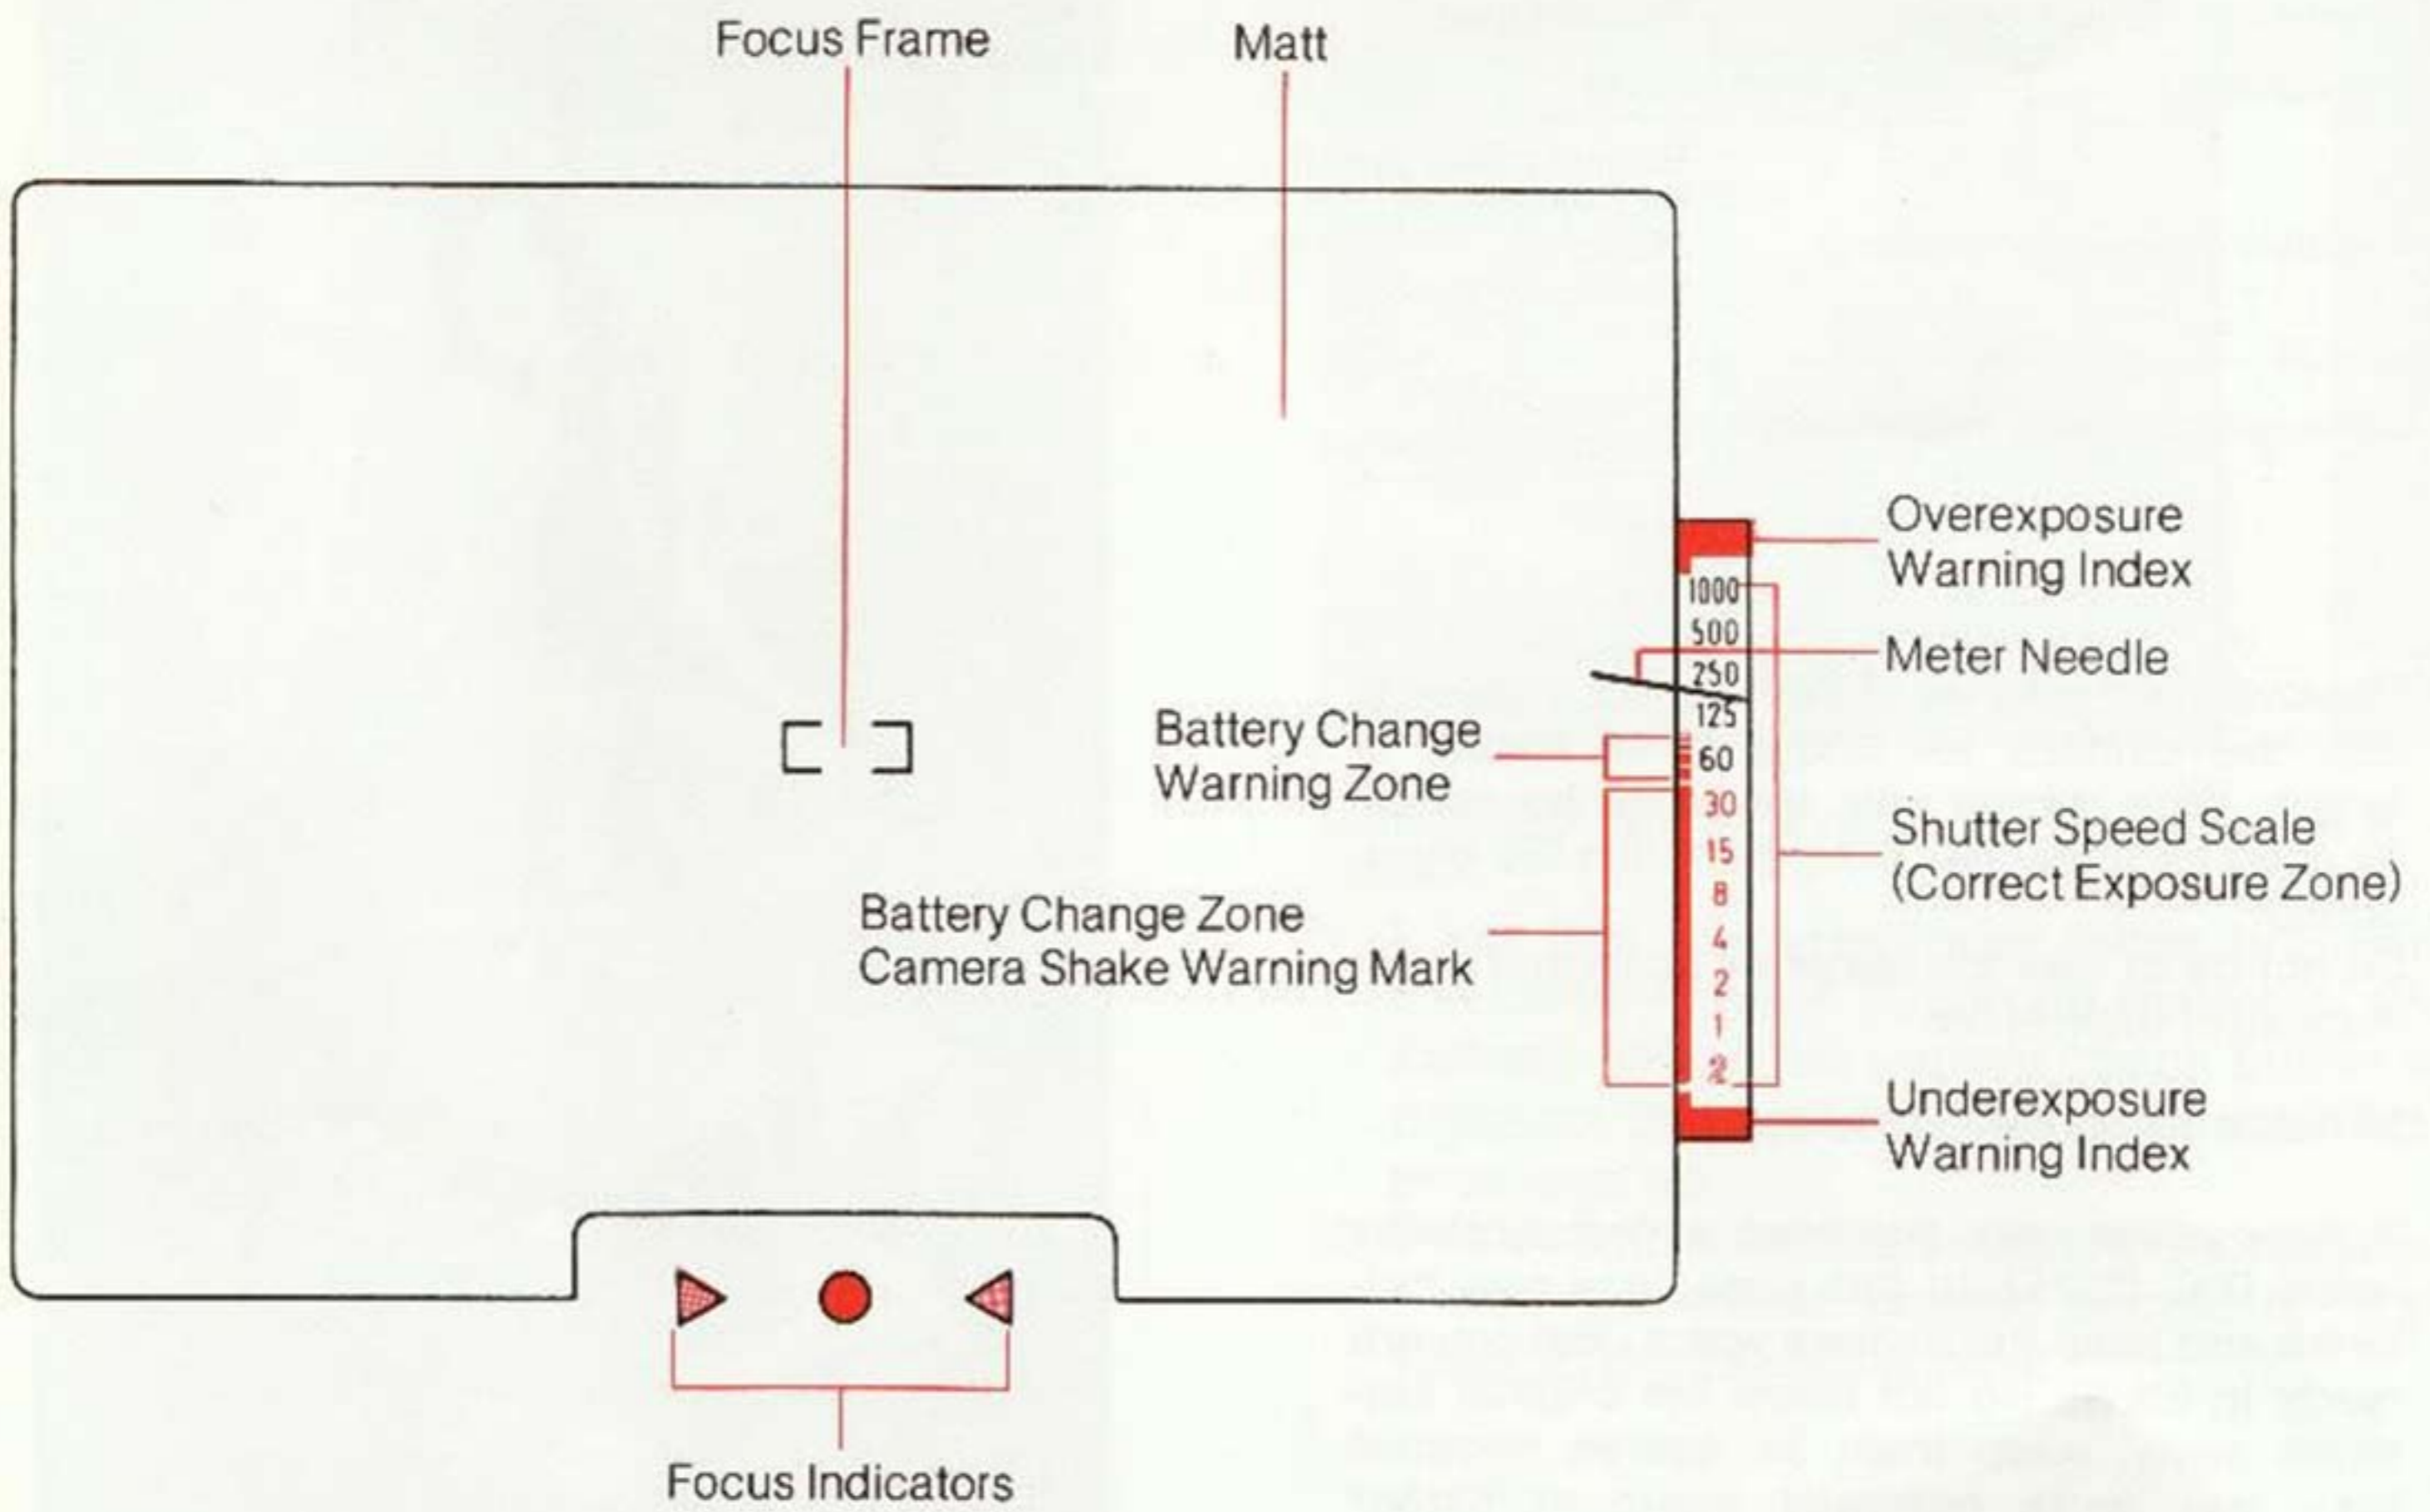 Focus Frame
Matt
Overexposure
Warning Index
1000
500
Meter Needle
250
125
Battery Change
Warning Zone
60
30
Shutter Speed Scale
(Correct Exposure Zone)
15
8
Battery Change Zone
Camera Shake Warning Mark
4
2
1
2
Underexposure
Warning Index
Focus Indicators